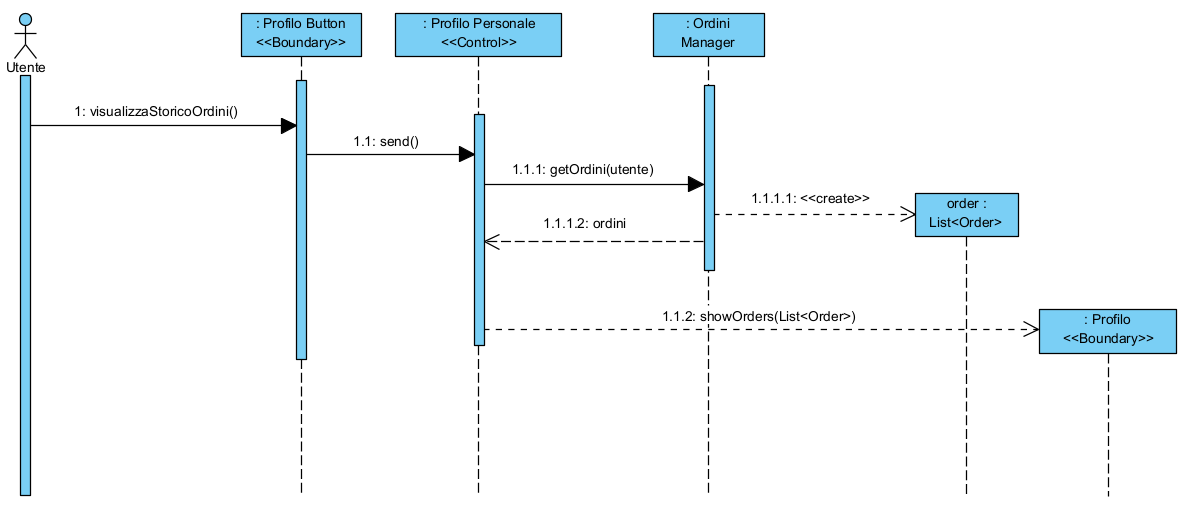 : Profilo Button
<<Boundary>>
: Profilo Personale
<<Control>>
: Ordini
Manager
Utente
1: visualizzaStoricoOrdini()
1.1: send()
1.1.1: getOrdini(utente)
1.1.1.1: <<create>>
order :
List<Order>
1.1.1.2: ordini
1.1.2: showOrders(List<Order>)
: Profilo
<<Boundary>>